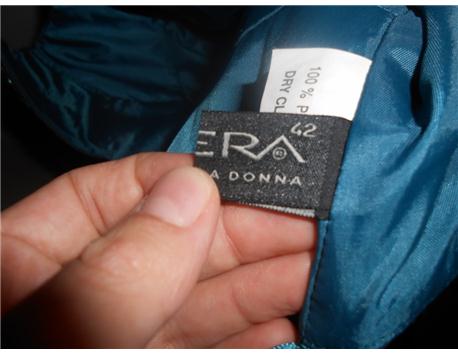 100 % P
DRY CL
42
ERA®
A DONNA